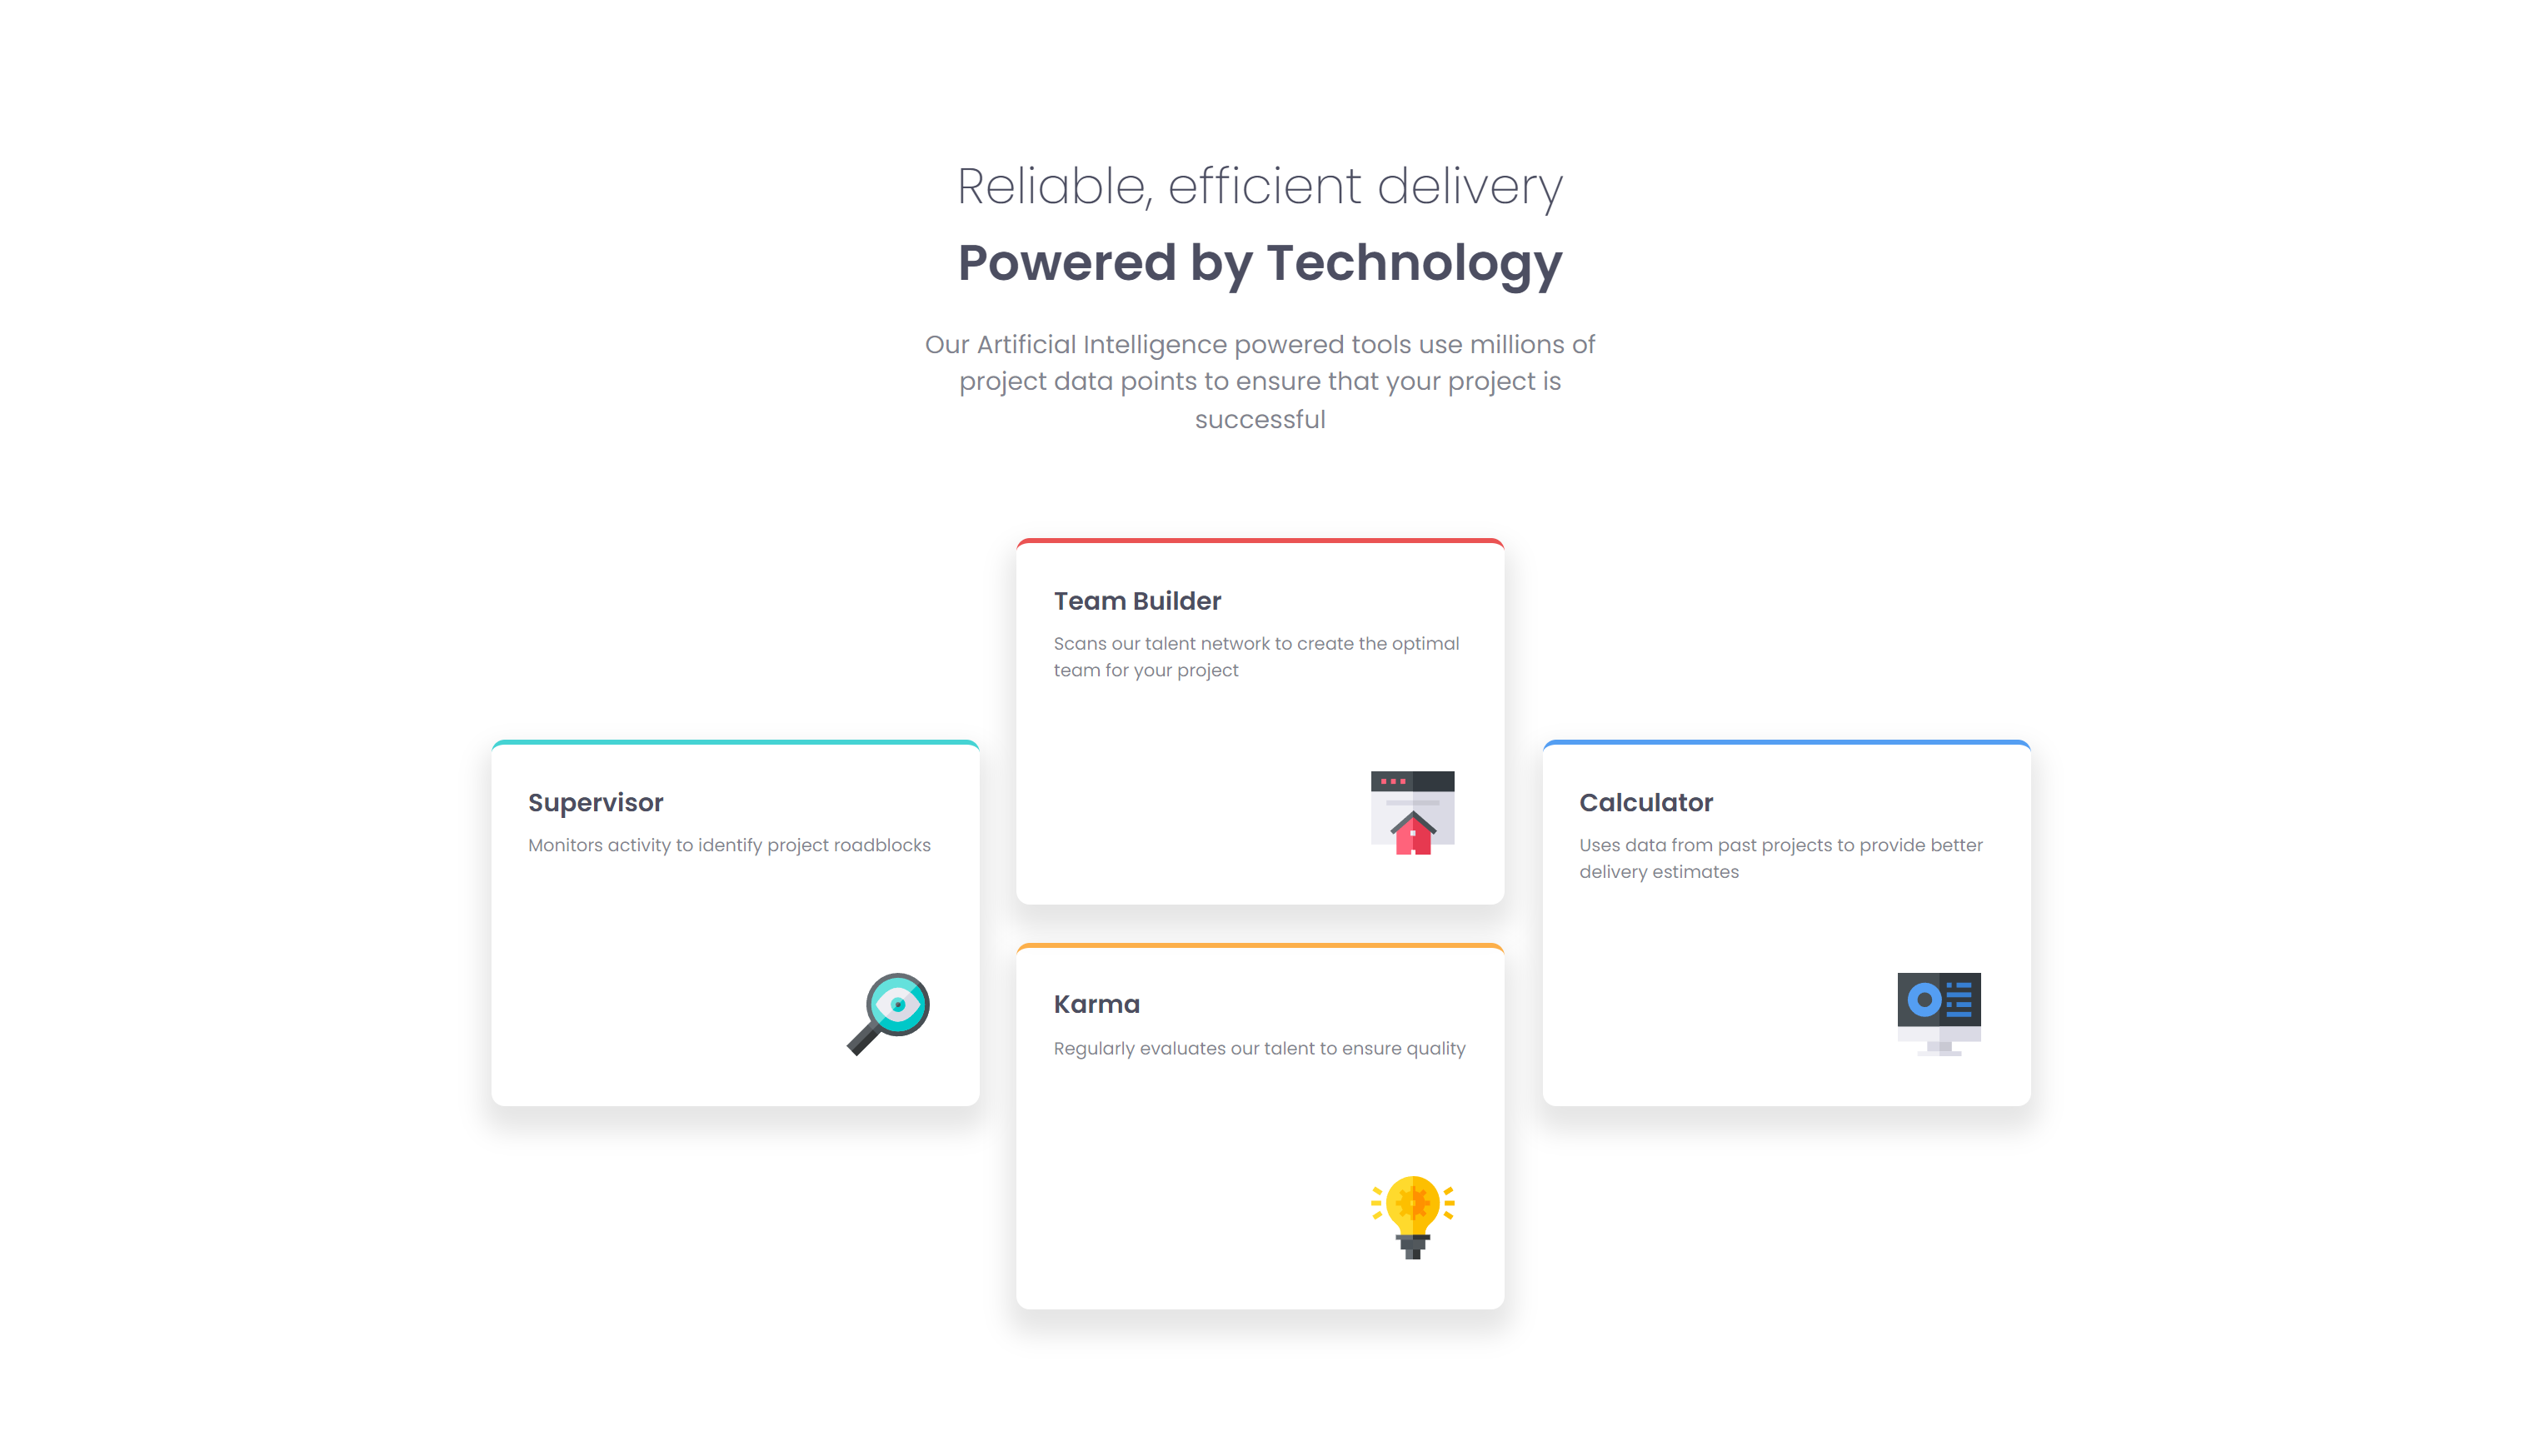 Reliable, efficient delivery
Powered by Technology
Our Artificial Intelligence powered tools use millions of
project data points to ensure that your project is
successful
Team Builder
Scans our talent network to create the optimal
team for your project
Supervisor
Monitors activity to identify project roadblocks
Calculator
Uses data from past projects to provide better
delivery estimates
Karma
Regularly evaluates our talent to ensure quality